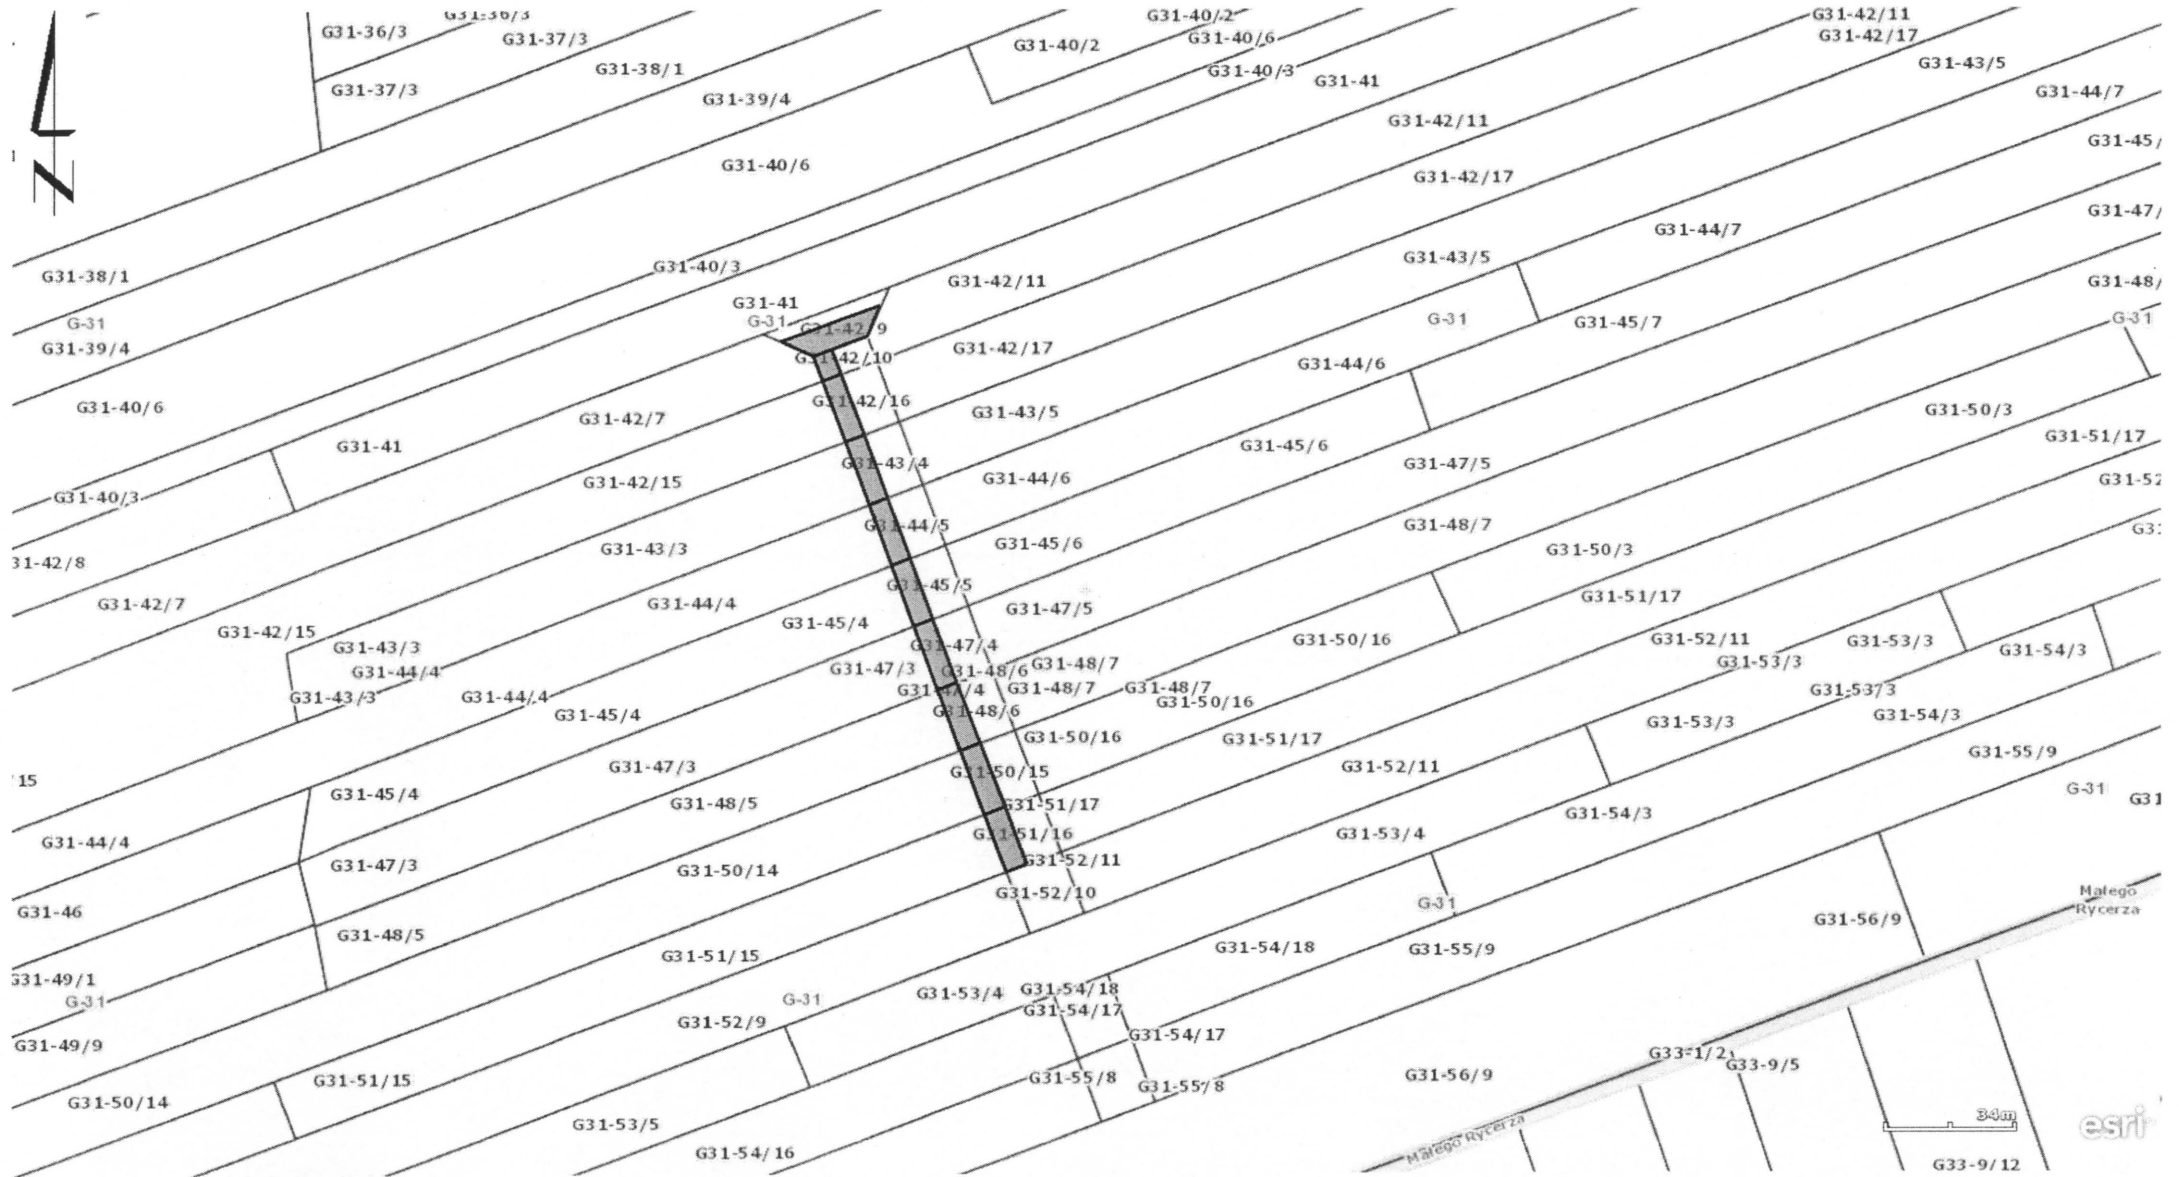 G31-36/3
G31-40/2
G31-42/11
G31-36/3
G31-37/3
G31-40/2
G31-40/6
G31-42/17
G31-38/1
G31-40/3
G31-41
G31-43/5
G31-37/3
G31-39/4
G31-44/7
G31-42/11
G31-45/
G31-40/6
G31-42/17
N
G31-47/
G31-44/7
G31-43/5
G31-38/1
G31-40/3
G31-42/11
G31-48/
G31-41
G-31
G-31
G31-42/9
G-31
G31-45/7
G-31
G31-39/4
G31-42/10
G31-42/17
G31-44/6
G31-40/6
G31-42/16
G31-43/5
G31-50/3
G31-42/7
G31-41
G31-45/6
G31-51/17
G31-43/4
G31-47/5
G31-42/15
G31-44/6
G31-52
G31-40/3
G31-44/5
G31-48/7
G31-43/3
G31-45/6
G31-50/3
31-42/8
G31-45/5
G31-51/17
G31-42/7
G31-44/4
G31-47/5
G31-45/4
G31-42/15
G31-43/3
G31-47/4
G31-50/16
G31-52/11
G31-53/3
G31-54/3
G31-44/4
G31-47/3
G31-48/6
G31-48/7
G31-53/3
G31-43/3
G31-44/4
G31-47/4
G31-48/7
G31-48/7
G31-53/3
G31-45/4
G31-48/6
G31-50/16
G31-53/3
G31-54/3
G31-50/16
G31-51/17
G31-55/9
/15
G31-47/3
G31-50/15
G31-52/11
G-31
G31-45/4
G31-48/5
G31-51/17
G31-54/3
G31
G31-44/4
G31-51/16
G31-53/4
G31-47/3
G31-50/14
G31-52/11
G31-52/10
Małego
Rycerza
G31-46
G-31
G31-56/9
G31-48/5
G31-51/15
G31-54/18
G31-55/9
G31-49/1
G-31
G-31
G31-53/4
G31-54/18
G31-54/17
G31-52/9
G31-54/17
G31-49/9
G33-1/2
G33-9/5
G31-51/15
G31-55/8
G31-55/8
G31-56/9
G31-50/14
G31-53/5
34m
esri
Małego Rycerza
G31-54/16
G33-9/12